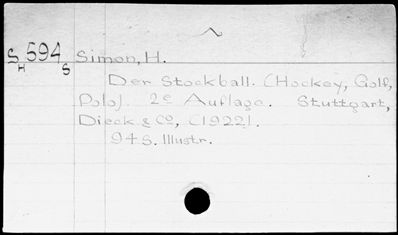 S 594 Simon, H.
H S
Der Stockball. (Hockey, Golf,
Polo). 2e Auflage. Stuttgart,
Dieck & Co, (1922).
94 S. Illustr.